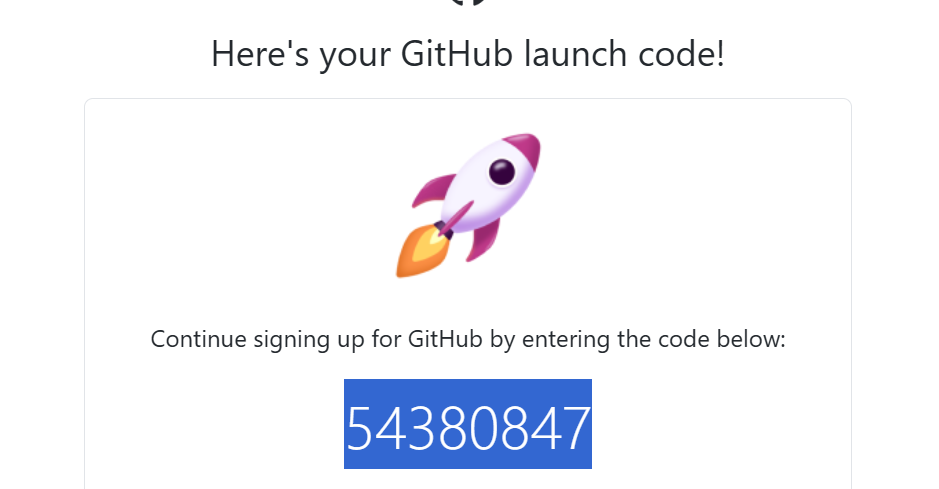 Here's your GitHub launch code!
Continue signing up for GitHub by entering the code below:
54380847